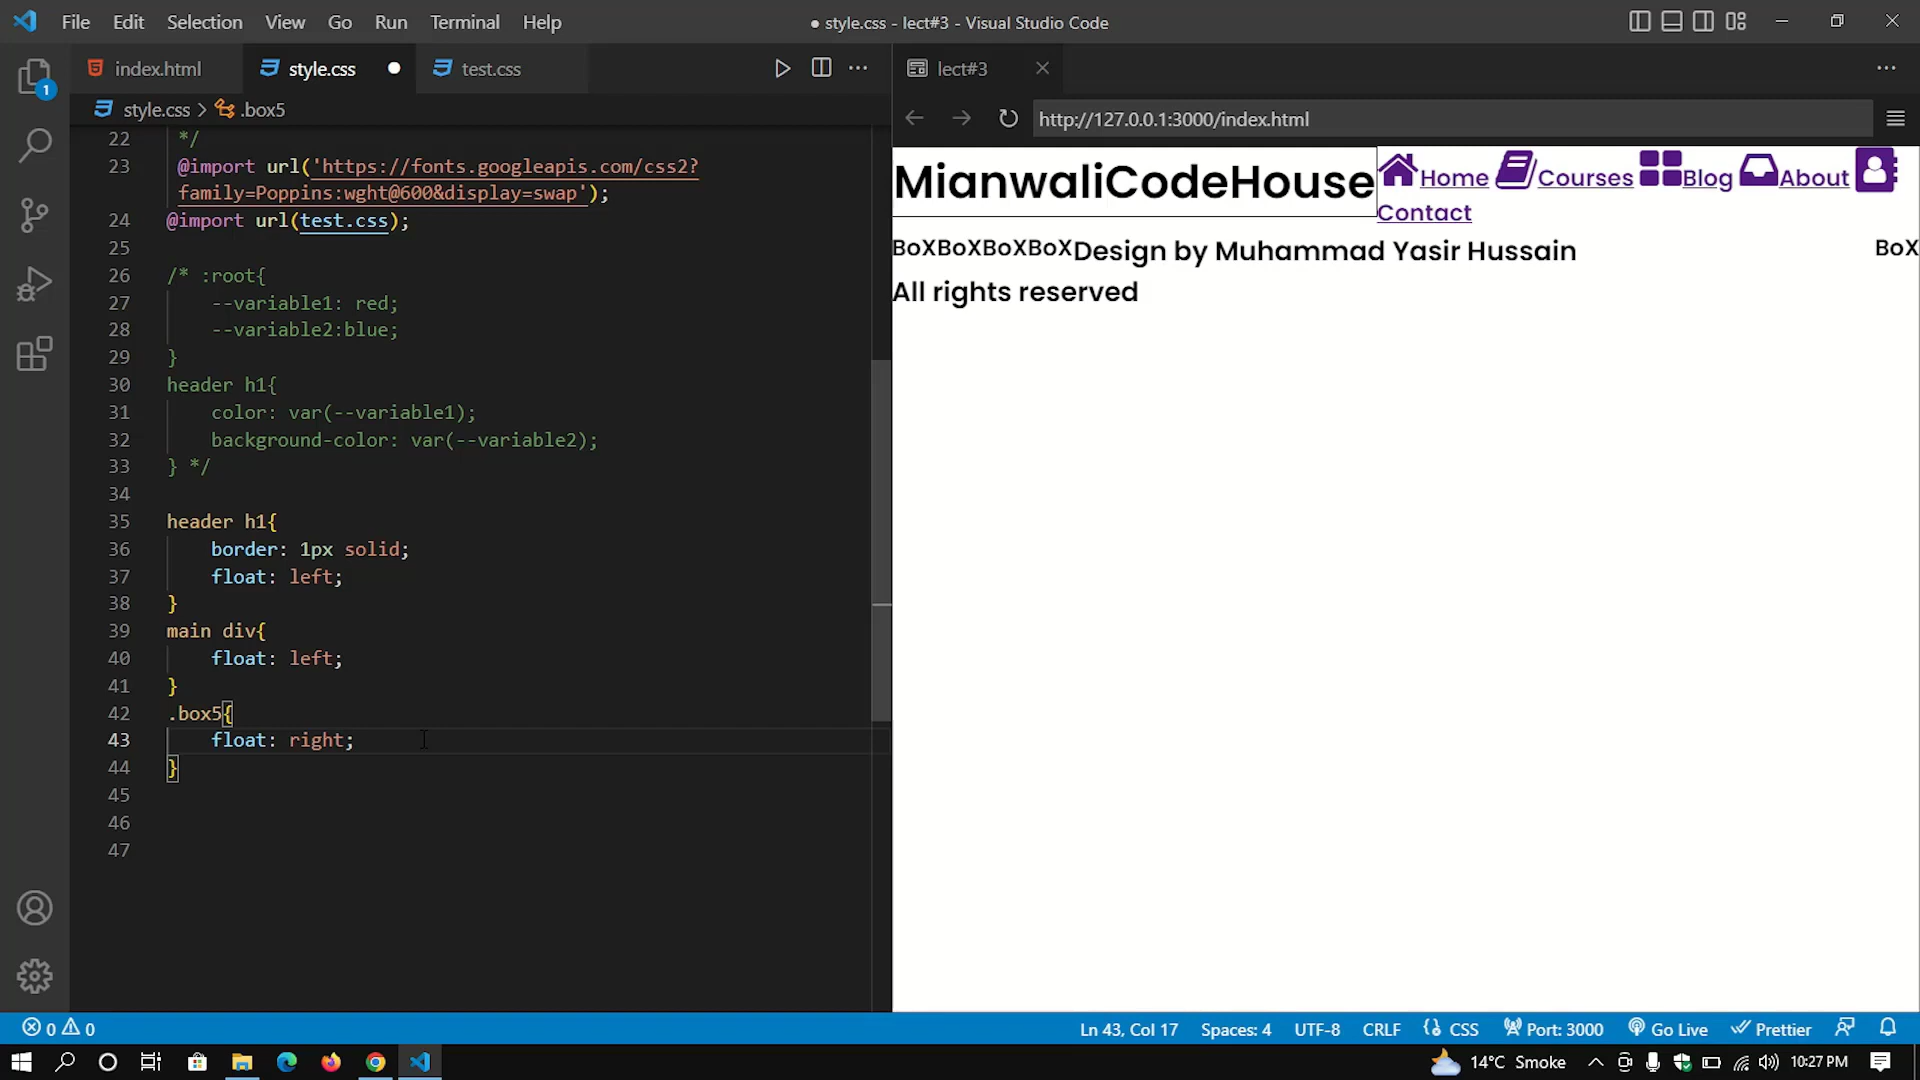 File Edit Selection View Go Run Terminal Help
● style.css - lect#3 - Visual Studio Code
index.html style.css ● test.css
lect#3
1
style.css > .box5
http://127.0.0.1:3000/index.html
22 */
23 @import url('https://fonts.googleapis.com/css2?
family=Poppins:wght@600&display=swap');
24 @import url(test.css);
25
26 /* :root{
27 --variable1: red;
28 --variable2:blue;
29 }
30 header h1{
31 color: var(--variable1);
32 background-color: var(--variable2);
33 } */
34
35 header h1{
36 border: 1px solid;
37 float: left;
38 }
39 main div{
40 float: left;
41 }
42 .box5{
43 float: right;
44 }
45
46
47
MianwaliCodeHouse Home Courses Blog About
Contact
BoXBoXBoXBoXDesign by Muhammad Yasir Hussain BoX
All rights reserved
0 0 Ln 43, Col 17 Spaces: 4 UTF-8 CRLF CSS Port: 3000 Go Live Prettier
14°C Smoke 10:27 PM